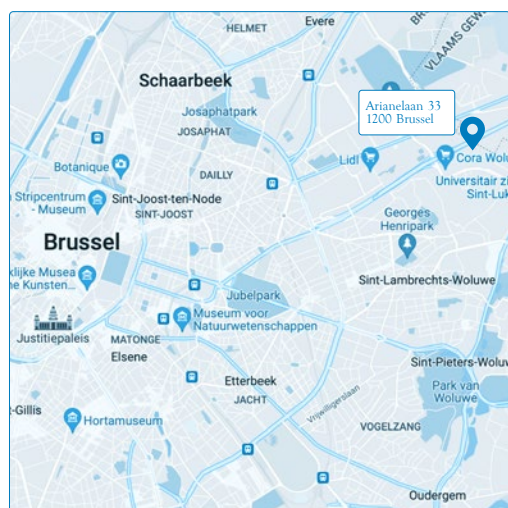 HELMET
Evere
BR
VLAAMS GEW
Schaarbeek
Josaphatpark
JOSAPHAT
Arianelaan 33
1200 Brussel
Botanique
DAILLY
Lidl
Cora Wolu
Universitair zi
Sint-Luk
Stripcentrum
- Museum
Sint-Joost-ten-Node
SINT-JOOST
Georges
Henripark
Brussel
klijke Musea
ne Kunsten...
Sint-Lambrechts-Woluwe
Jubelpark
Museum voor
Natuurwetenschappen
Justitiepaleis
MATONGE
Elsene
Sint-Pieters-Woluw
Etterbeek
JACHT
Park van
Woluwe
Vrijwilligerslaan
t-Gillis
Hortamuseum
VOGELZANG
Oudergem